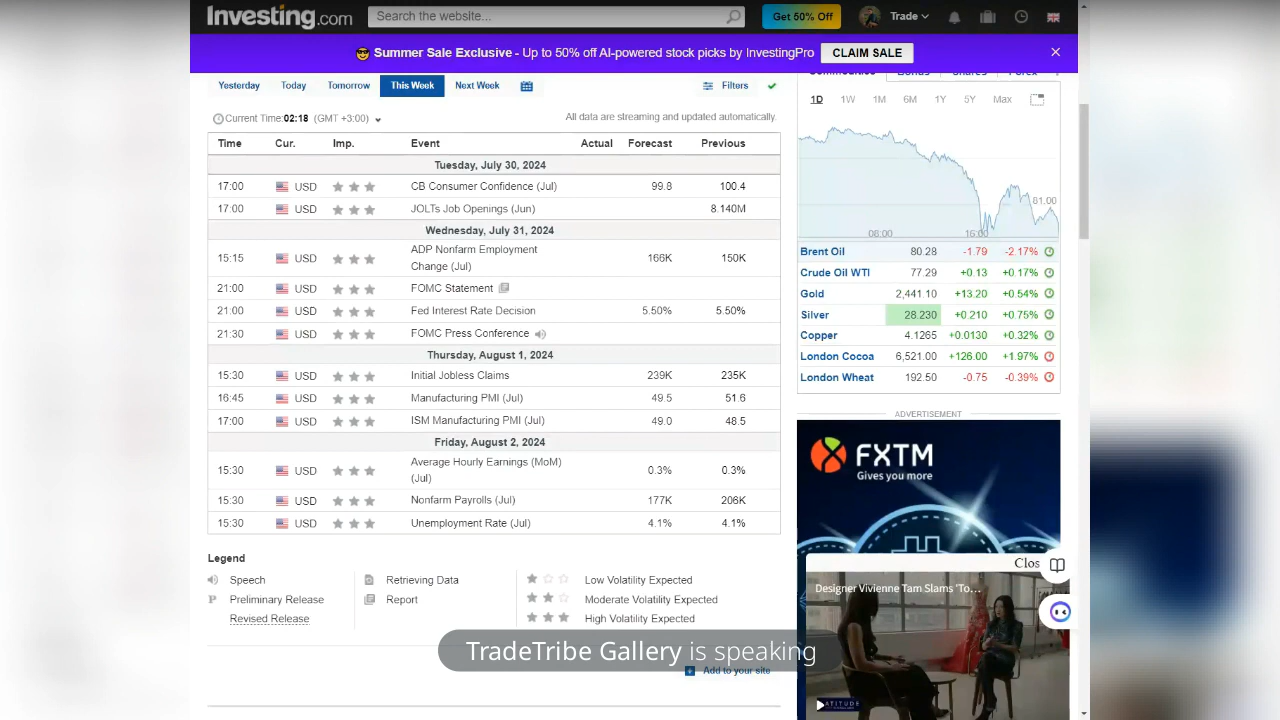 Investing.com
Search the website...
Get 50% Off
Trade
Summer Sale Exclusive - Up to 50% off AI-powered stock picks by InvestingPro
CLAIM SALE
Yesterday Today Tomorrow This Week Next Week Filters
Current Time: 02:18 (GMT +3:00)
All data are streaming and updated automatically.
Time Cur. Imp. Event Actual Forecast Previous
Tuesday, July 30, 2024
17:00 USD CB Consumer Confidence (Jul) 99.8 100.4
17:00 USD JOLTs Job Openings (Jun) 8.140M
Wednesday, July 31, 2024
15:15 USD ADP Nonfarm Employment Change (Jul) 166K 150K
21:00 USD FOMC Statement
21:00 USD Fed Interest Rate Decision 5.50% 5.50%
21:30 USD FOMC Press Conference
Thursday, August 1, 2024
15:30 USD Initial Jobless Claims 239K 235K
16:45 USD Manufacturing PMI (Jul) 49.5 51.6
17:00 USD ISM Manufacturing PMI (Jul) 49.0 48.5
Friday, August 2, 2024
15:30 USD Average Hourly Earnings (MoM) (Jul) 0.3% 0.3%
15:30 USD Nonfarm Payrolls (Jul) 177K 206K
15:30 USD Unemployment Rate (Jul) 4.1% 4.1%
Legend
Speech
Preliminary Release
Revised Release
Retrieving Data
Report
Low Volatility Expected
Moderate Volatility Expected
High Volatility Expected
Add to your site
Commodities Bonds Shares Forex
1D 1W 1M 6M 1Y 5Y Max
81.00
08:00 16:00
Brent Oil 80.28 -1.79 -2.17%
Crude Oil WTI 77.29 +0.13 +0.17%
Gold 2,441.10 +13.20 +0.54%
Silver 28.230 +0.210 +0.75%
Copper 4.1265 +0.0130 +0.32%
London Cocoa 6,521.00 +126.00 +1.97%
London Wheat 192.50 -0.75 -0.39%
ADVERTISEMENT
FXTM
Gives you more
Clos
Designer Vivienne Tam Slams 'To...
TradeTribe Gallery is speaking